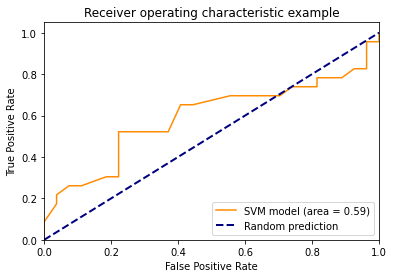 Receiver operating characteristic example
True Positive Rate
1.0
0.8
0.6
0.4
0.2
0.0
SVM model (area = 0.59)
Random prediction
0.0 0.2 0.4 0.6 0.8 1.0
False Positive Rate